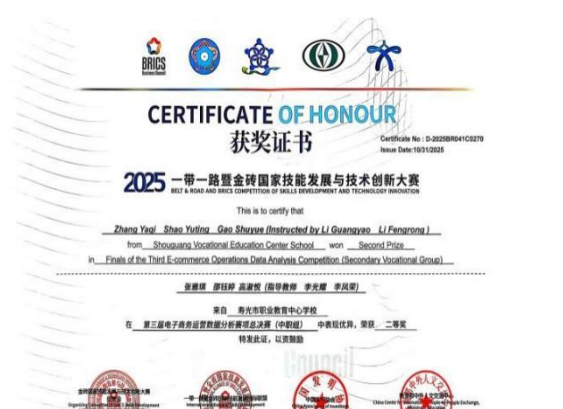 BRICS
Business Council
CERTIFICATE OF HONOUR
获奖证书
Certificate No : D-2025BR041C0270
Issue Date:10/31/2025
2025 一带一路暨金砖国家技能发展与技术创新大赛
BELT & ROAD AND BRICS COMPETITION OF SKILLS DEVELOPMENT AND TECHNOLOGY INNOVATION
This is to certify that
Zhang Yaqi Shao Yuting Gao Shuyue (Instructed by Li Guangyao Li Fengrong )
from Shouguang Vocational Education Center School won Second Prize
in Finals of the Third E-commerce Operations Data Analysis Competition (Secondary Vocational Group)
张雅琪 邵钰婷 高淑悦 (指导教师 李光耀 李凤荣)
来自 寿光市职业教育中心学校
在 第三届电子商务运营数据分析赛项总决赛（中职组） 中表现优异，荣获 二等奖
特发此证，以资鼓励
Council